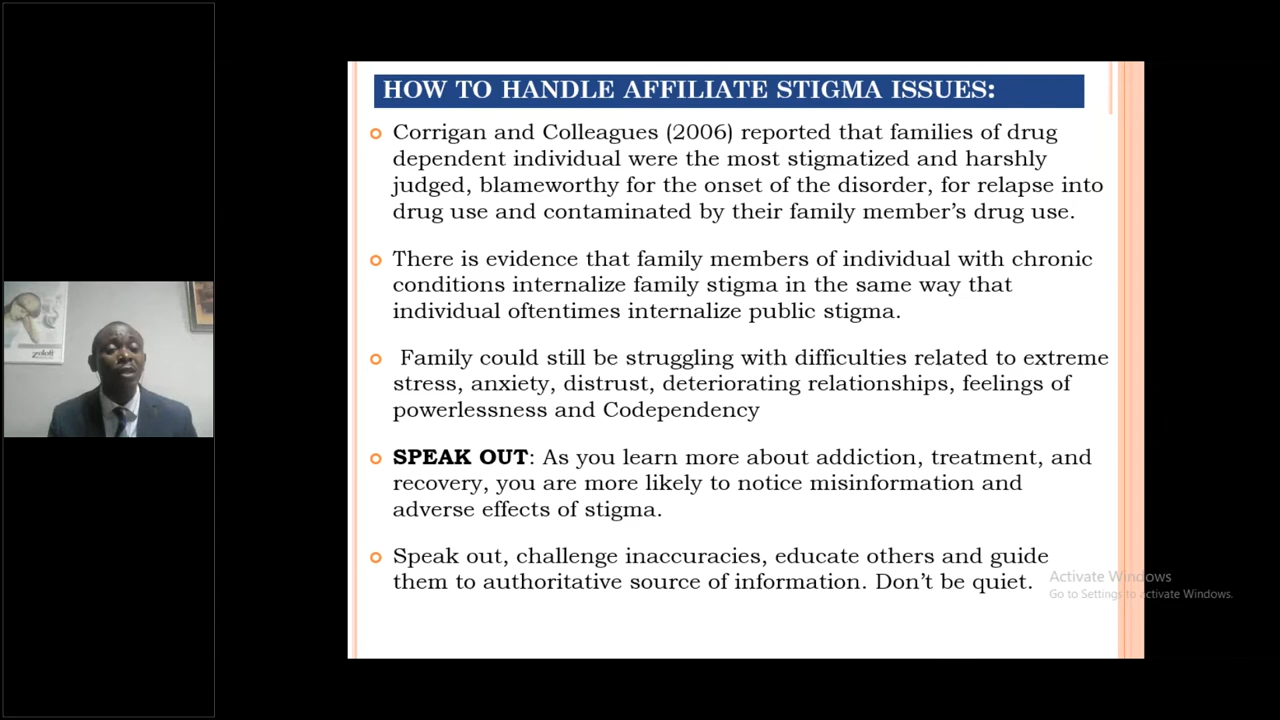 HOW TO HANDLE AFFILIATE STIGMA ISSUES:
Corrigan and Colleagues (2006) reported that families of drug
dependent individual were the most stigmatized and harshly
judged, blameworthy for the onset of the disorder, for relapse into
drug use and contaminated by their family member's drug use.
There is evidence that family members of individual with chronic
conditions internalize family stigma in the same way that
individual oftentimes internalize public stigma.
Family could still be struggling with difficulties related to extreme
stress, anxiety, distrust, deteriorating relationships, feelings of
powerlessness and Codependency
SPEAK OUT: As you learn more about addiction, treatment, and
recovery, you are more likely to notice misinformation and
adverse effects of stigma.
Speak out, challenge inaccuracies, educate others and guide
them to authoritative source of information. Don't be quiet.
Activate Windows
Go to Settings to activate Windows.
zoloft